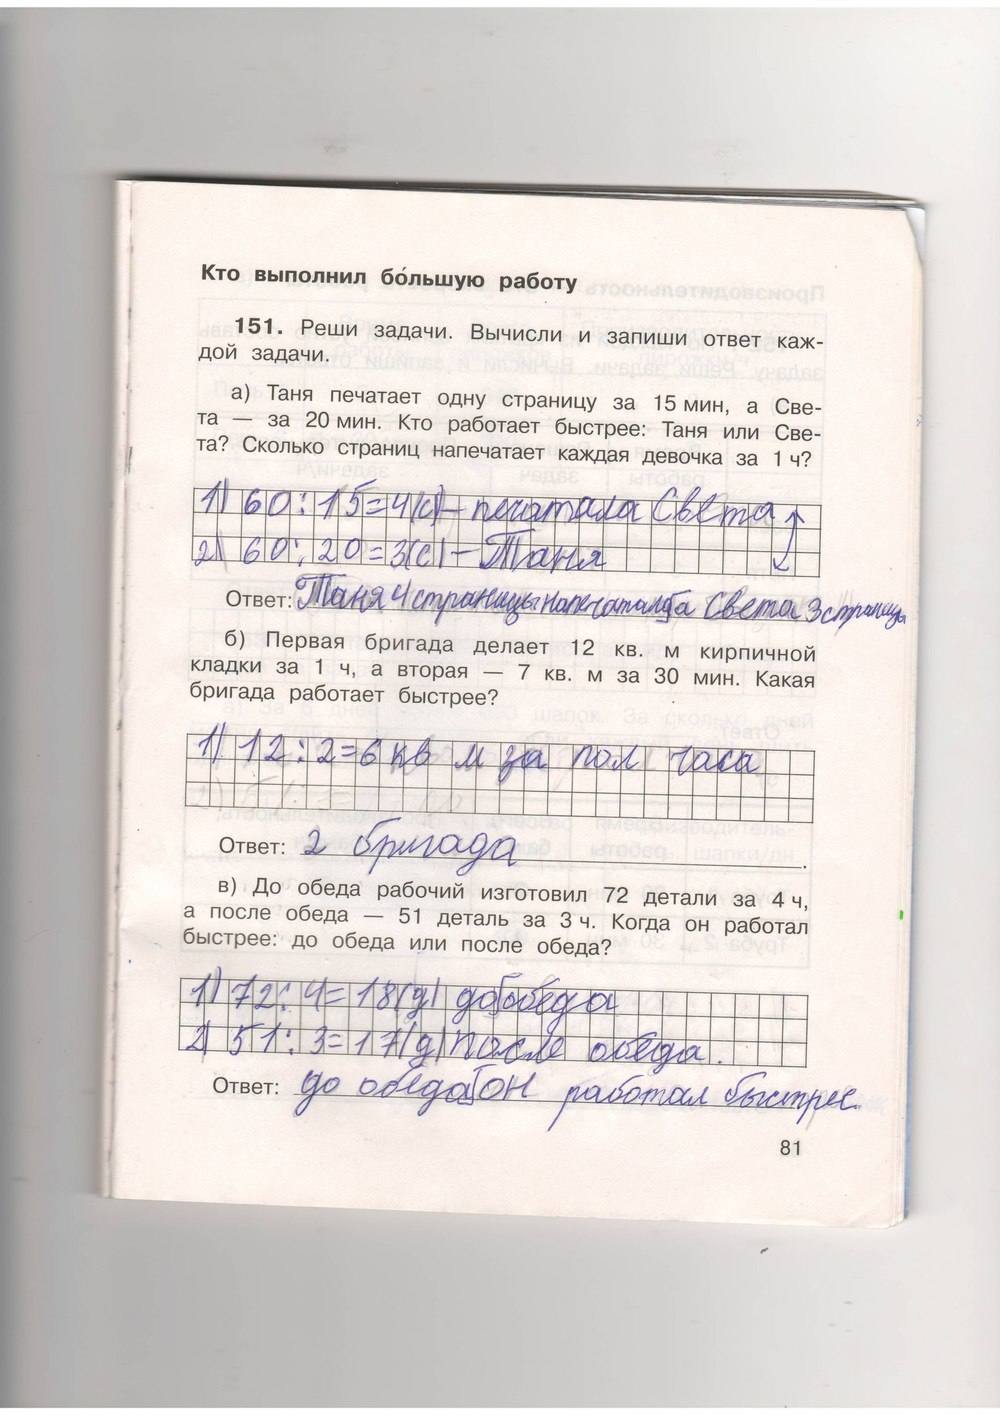 Кто выполнил бо́льшую работу
151. Реши задачи. Вычисли и запиши ответ каж-
дой задачи.
а) Таня печатает одну страницу за 15 мин, а Све-
та — за 20 мин. Кто работает быстрее: Таня или Све-
та? Сколько страниц напечатает каждая девочка за 1 ч?
1) 60:15=4(с) – печатала Света
2) 60:20=3(с) – Таня
Ответ: Таня 4 страницы напечатала а Света 3 страницы
б) Первая бригада делает 12 кв. м кирпичной
кладки за 1 ч, а вторая — 7 кв. м за 30 мин. Какая
бригада работает быстрее?
1) 12:2=6 кв м за пол часа
Ответ: 2 бригада.
в) До обеда рабочий изготовил 72 детали за 4 ч,
а после обеда — 51 деталь за 3 ч. Когда он работал
быстрее: до обеда или после обеда?
1) 72:4=18(д) до обеда
2) 51:3=17(д) после обеда.
Ответ: до обеда он работал быстрее.
81